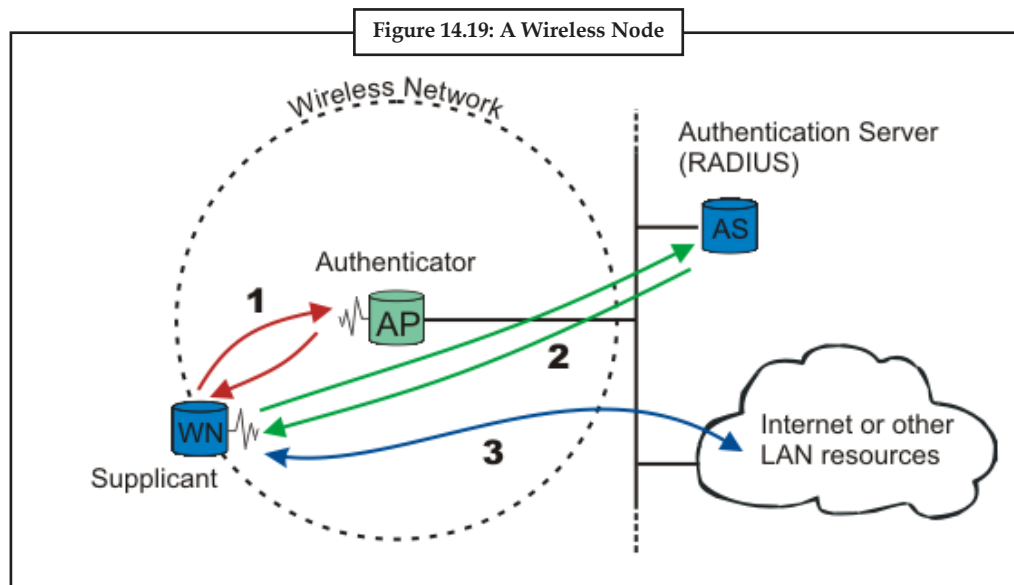 Figure 14.19: A Wireless Node
Wireless Network
Authentication Server
(RADIUS)
AS
Authenticator
1
AP
2
WN
3
Supplicant
Internet or other
LAN resources